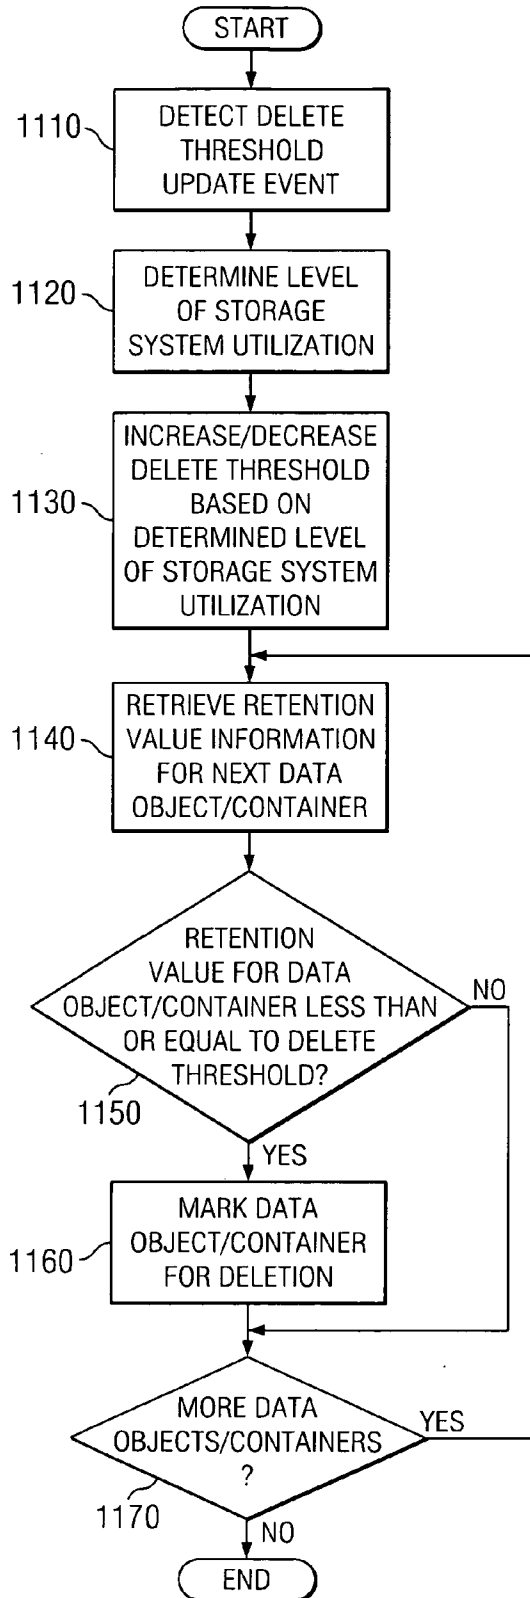 START
1110
DETECT DELETE
THRESHOLD
UPDATE EVENT
1120
DETERMINE LEVEL
OF STORAGE
SYSTEM UTILIZATION
1130
INCREASE/DECREASE
DELETE THRESHOLD
BASED ON
DETERMINED LEVEL
OF STORAGE SYSTEM
UTILIZATION
1140
RETRIEVE RETENTION
VALUE INFORMATION
FOR NEXT DATA
OBJECT/CONTAINER
RETENTION
VALUE FOR DATA
OBJECT/CONTAINER LESS THAN
OR EQUAL TO DELETE
THRESHOLD?
NO
1150
YES
1160
MARK DATA
OBJECT/CONTAINER
FOR DELETION
MORE DATA
OBJECTS/CONTAINERS
?
YES
1170
NO
END